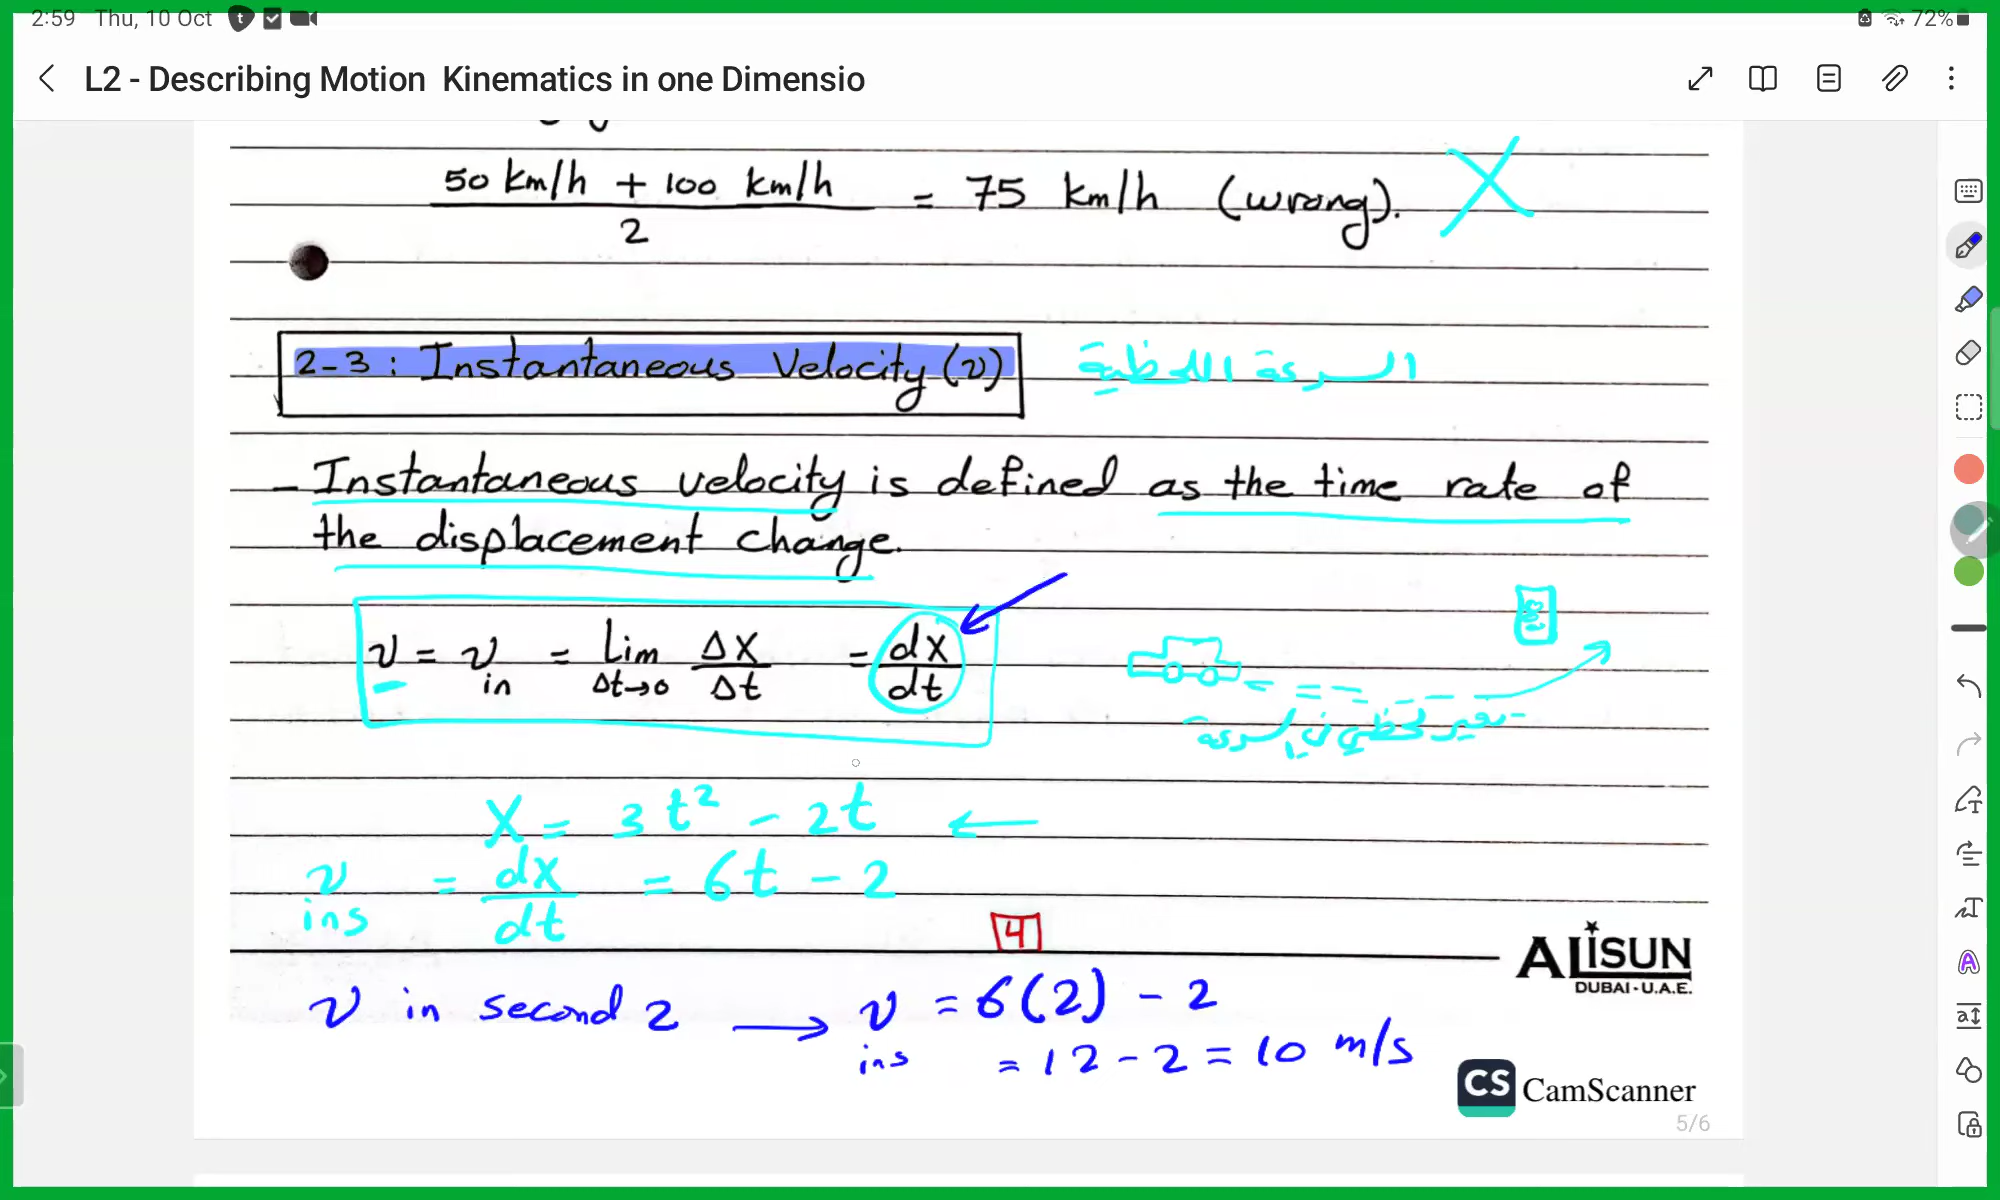 2:59 Thu, 10 Oct t 72%
L2 - Describing Motion Kinematics in one Dimensio
50 km/h + 100 km/h / 2 = 75 km/h (wrong). X
2-3 : Instantaneous Velocity (v) السرعة اللحظية
- Instantaneous velocity is defined as the time rate of
the displacement change.
v = v in = Lim Δt→0 ΔX/Δt = dx/dt
X = 3t² - 2t ←
v ins = dx/dt = 6t - 2
4
ALISUN
DUBAI - U.A.E.
v in second 2 → v ins = 6(2) - 2
= 12 - 2 = 10 m/s
CS CamScanner
5/6